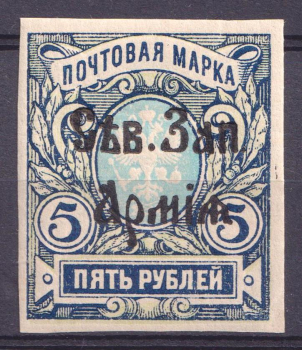 ПОЧТОВАЯ МАРКА
Сѣв. Зап
Армія
5 5
ПЯТЬ РУБЛЕЙ